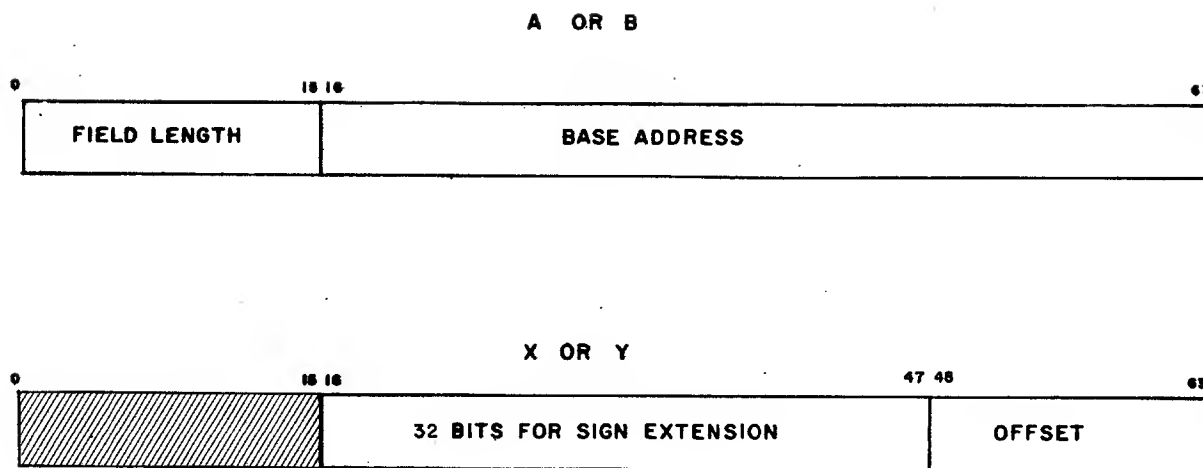 A OR B
0 15 16
FIELD LENGTH BASE ADDRESS
X OR Y
0 15 16 47 48 63
32 BITS FOR SIGN EXTENSION OFFSET